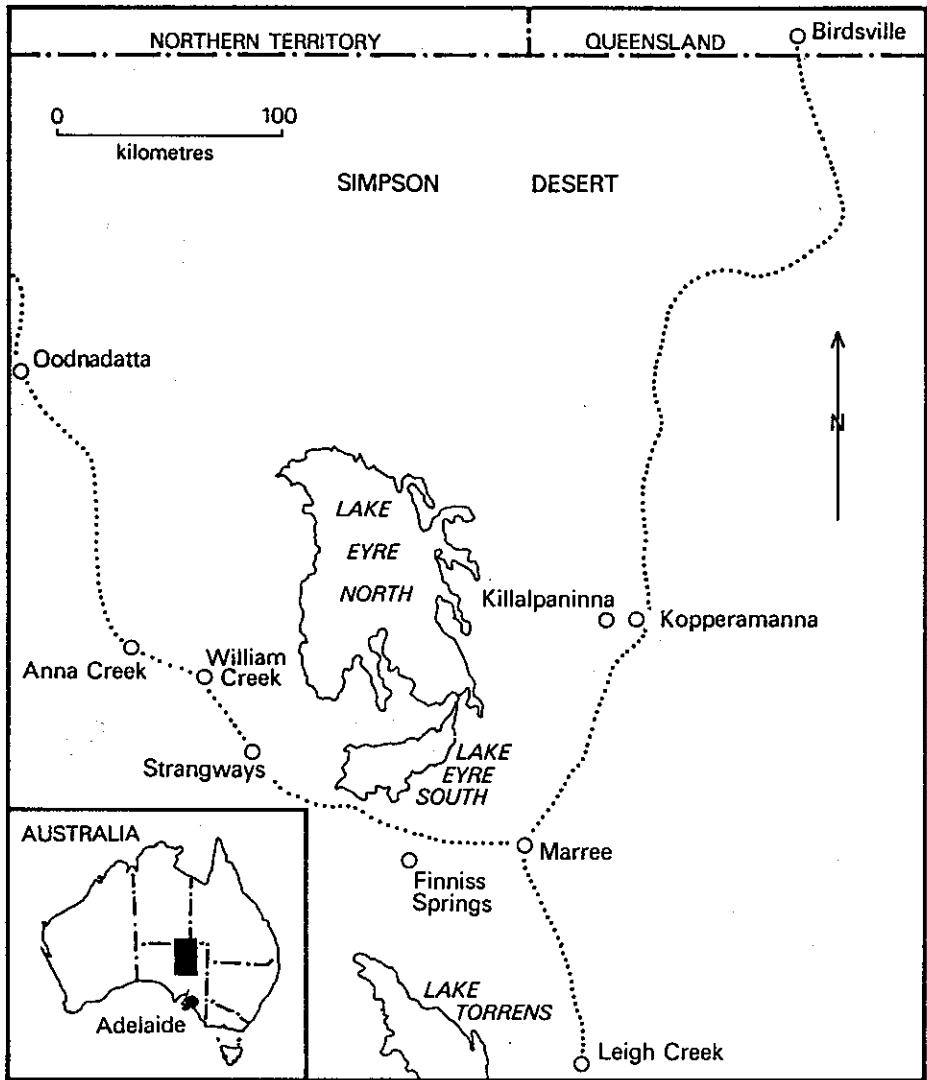 NORTHERN TERRITORY
QUEENSLAND
Birdsville
0 100
kilometres
SIMPSON DESERT
Oodnadatta
N
LAKE
EYRE
NORTH
Killalpaninna
Kopperamanna
Anna Creek
William
Creek
Strangways
LAKE
EYRE
SOUTH
Marree
Finniss
Springs
AUSTRALIA
Adelaide
LAKE
TORRENS
Leigh Creek